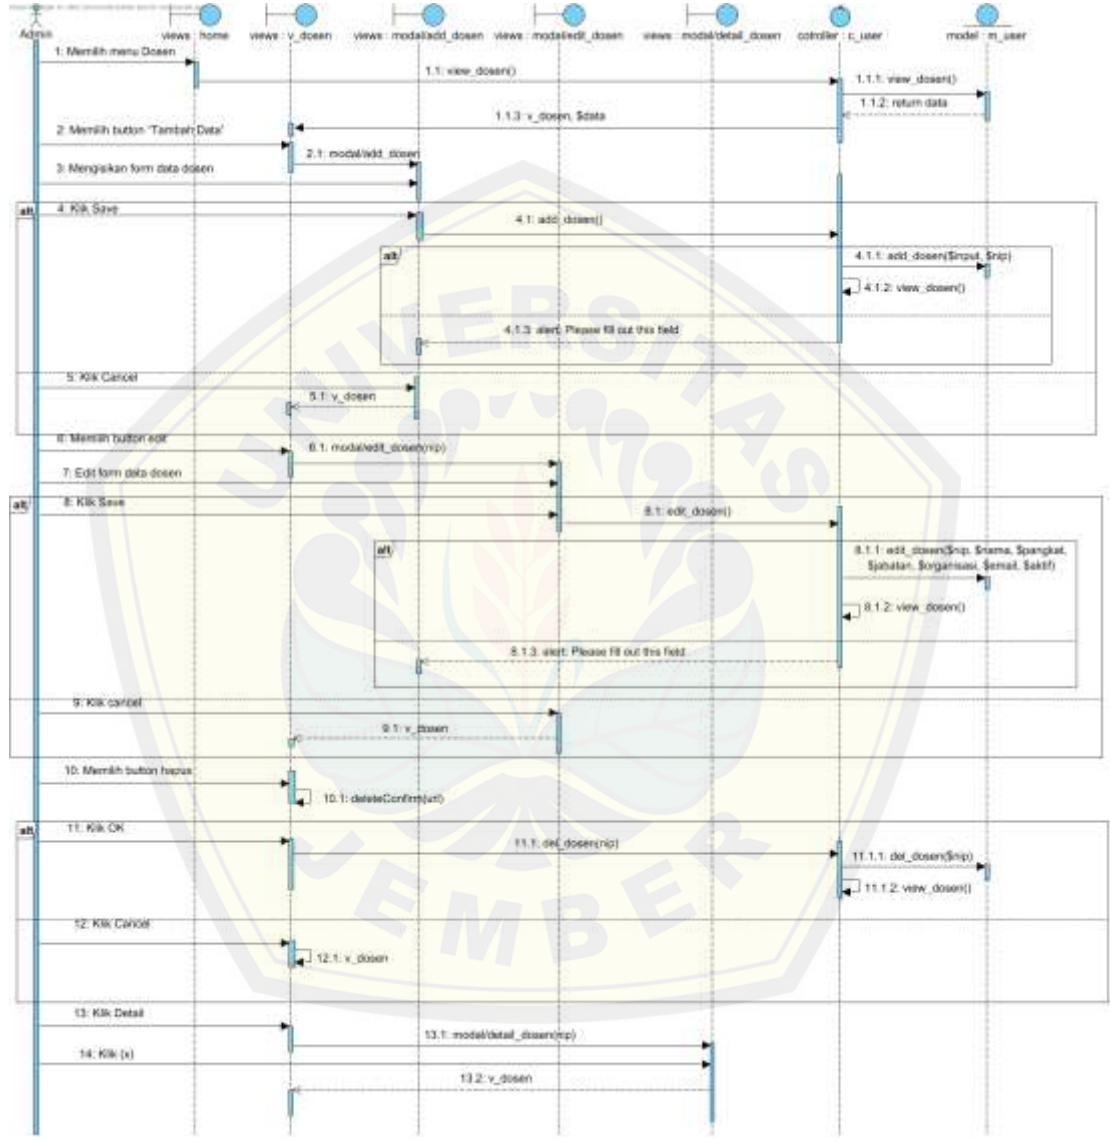 Admin
views : home
views : v_dosen
views : modal/add_dosen
views : modal/edit_dosen
views : modal/detail_dosen
cotroller : c_user
model : m_user
1: Memilih menu Dosen
1.1: view_dosen()
1.1.1: view_dosen()
1.1.2: return data
1.1.3: v_dosen, $data
2: Memilih button 'Tambah Data'
2.1: modal/add_dosen
3: Mengisikan form data dosen
alt
4: Klik Save
4.1: add_dosen()
alt
4.1.1: add_dosen($input, $nip)
4.1.2: view_dosen()
4.1.3: alert: Please fill out this field
5: Klik Cancel
5.1: v_dosen
6: Memilih button edit
6.1: modal/edit_dosen(nip)
7: Edit form data dosen
alt
8: Klik Save
8.1: edit_dosen()
alt
8.1.1: edit_dosen($nip, $nama, $pangkat,
$jabatan, $organisasi, $email, $aktif)
8.1.2: view_dosen()
8.1.3: alert: Please fill out this field
9: Klik cancel
9.1: v_dosen
10: Memilih button hapus
10.1: deleteConfirm(url)
alt
11: Klik OK
11.1: del_dosen(nip)
11.1.1: del_dosen($nip)
11.1.2: view_dosen()
12: Klik Cancel
12.1: v_dosen
13: Klik Detail
13.1: modal/detail_dosen(nip)
14: Klik (x)
13.2: v_dosen
UNIVERSITAS
JEMBER